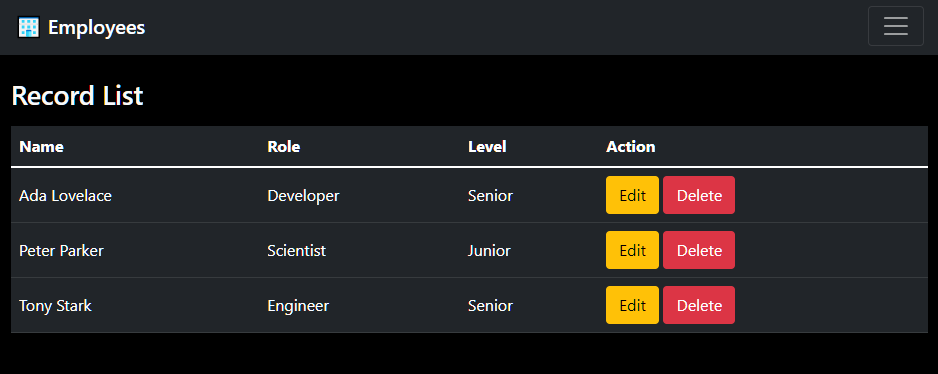 Employees
Record List
Name Role Level Action
Ada Lovelace Developer Senior Edit Delete
Peter Parker Scientist Junior Edit Delete
Tony Stark Engineer Senior Edit Delete